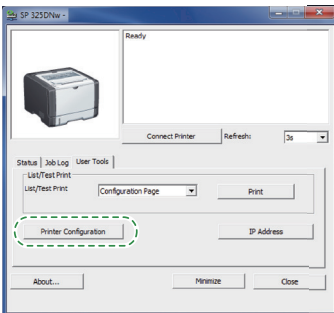 SP 325DNw -
Ready
Connect Printer Refresh: 3s
Status Job Log User Tools
List/Test Print
List/Test Print Configuration Page Print
Printer Configuration IP Address
About... Minimize Close